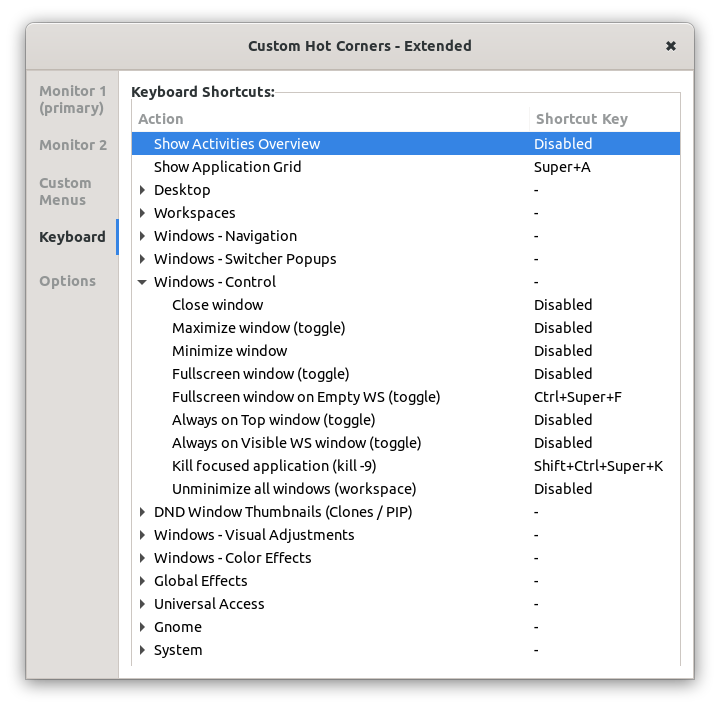 Custom Hot Corners - Extended
Monitor 1
(primary)
Monitor 2
Custom
Menus
Keyboard
Options
Keyboard Shortcuts:
Action Shortcut Key
Show Activities Overview Disabled
Show Application Grid Super+A
Desktop -
Workspaces -
Windows - Navigation -
Windows - Switcher Popups -
Windows - Control -
Close window Disabled
Maximize window (toggle) Disabled
Minimize window Disabled
Fullscreen window (toggle) Disabled
Fullscreen window on Empty WS (toggle) Ctrl+Super+F
Always on Top window (toggle) Disabled
Always on Visible WS window (toggle) Disabled
Kill focused application (kill -9) Shift+Ctrl+Super+K
Unminimize all windows (workspace) Disabled
DND Window Thumbnails (Clones / PIP) -
Windows - Visual Adjustments -
Windows - Color Effects -
Global Effects -
Universal Access -
Gnome -
System -